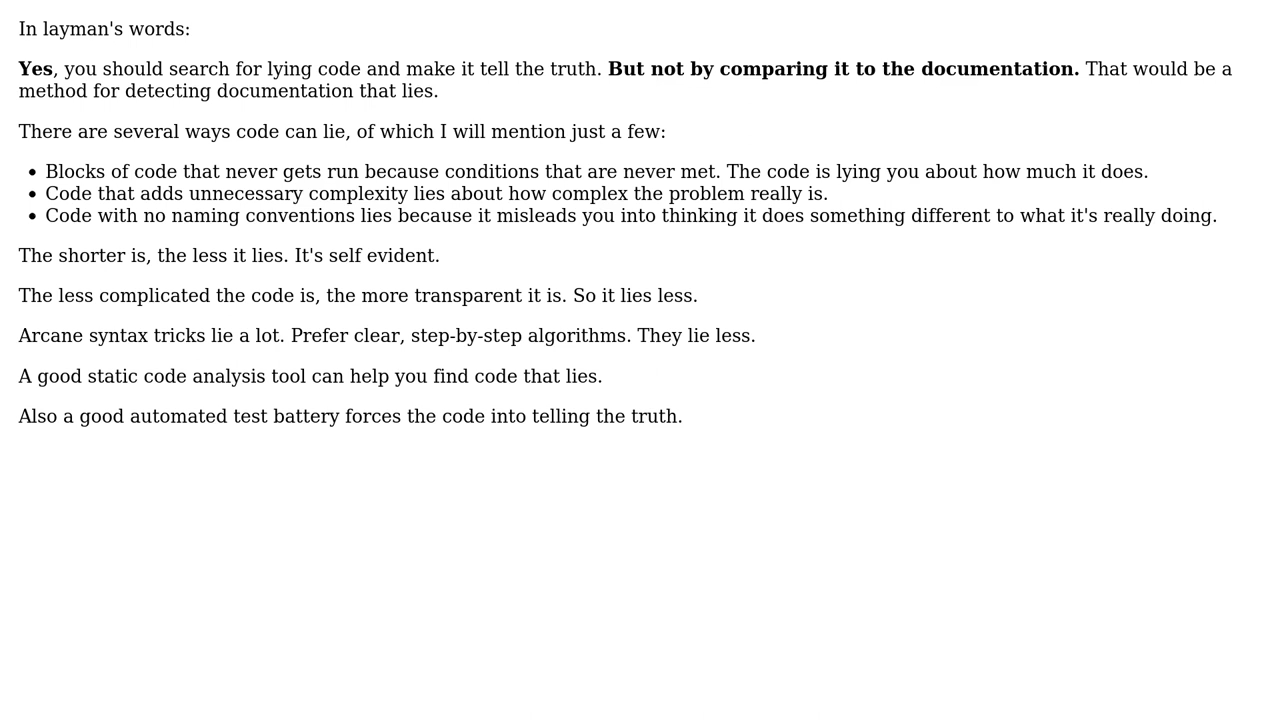 In layman's words:
Yes, you should search for lying code and make it tell the truth. But not by comparing it to the documentation. That would be a
method for detecting documentation that lies.
There are several ways code can lie, of which I will mention just a few:
• Blocks of code that never gets run because conditions that are never met. The code is lying you about how much it does.
• Code that adds unnecessary complexity lies about how complex the problem really is.
• Code with no naming conventions lies because it misleads you into thinking it does something different to what it's really doing.
The shorter is, the less it lies. It's self evident.
The less complicated the code is, the more transparent it is. So it lies less.
Arcane syntax tricks lie a lot. Prefer clear, step-by-step algorithms. They lie less.
A good static code analysis tool can help you find code that lies.
Also a good automated test battery forces the code into telling the truth.